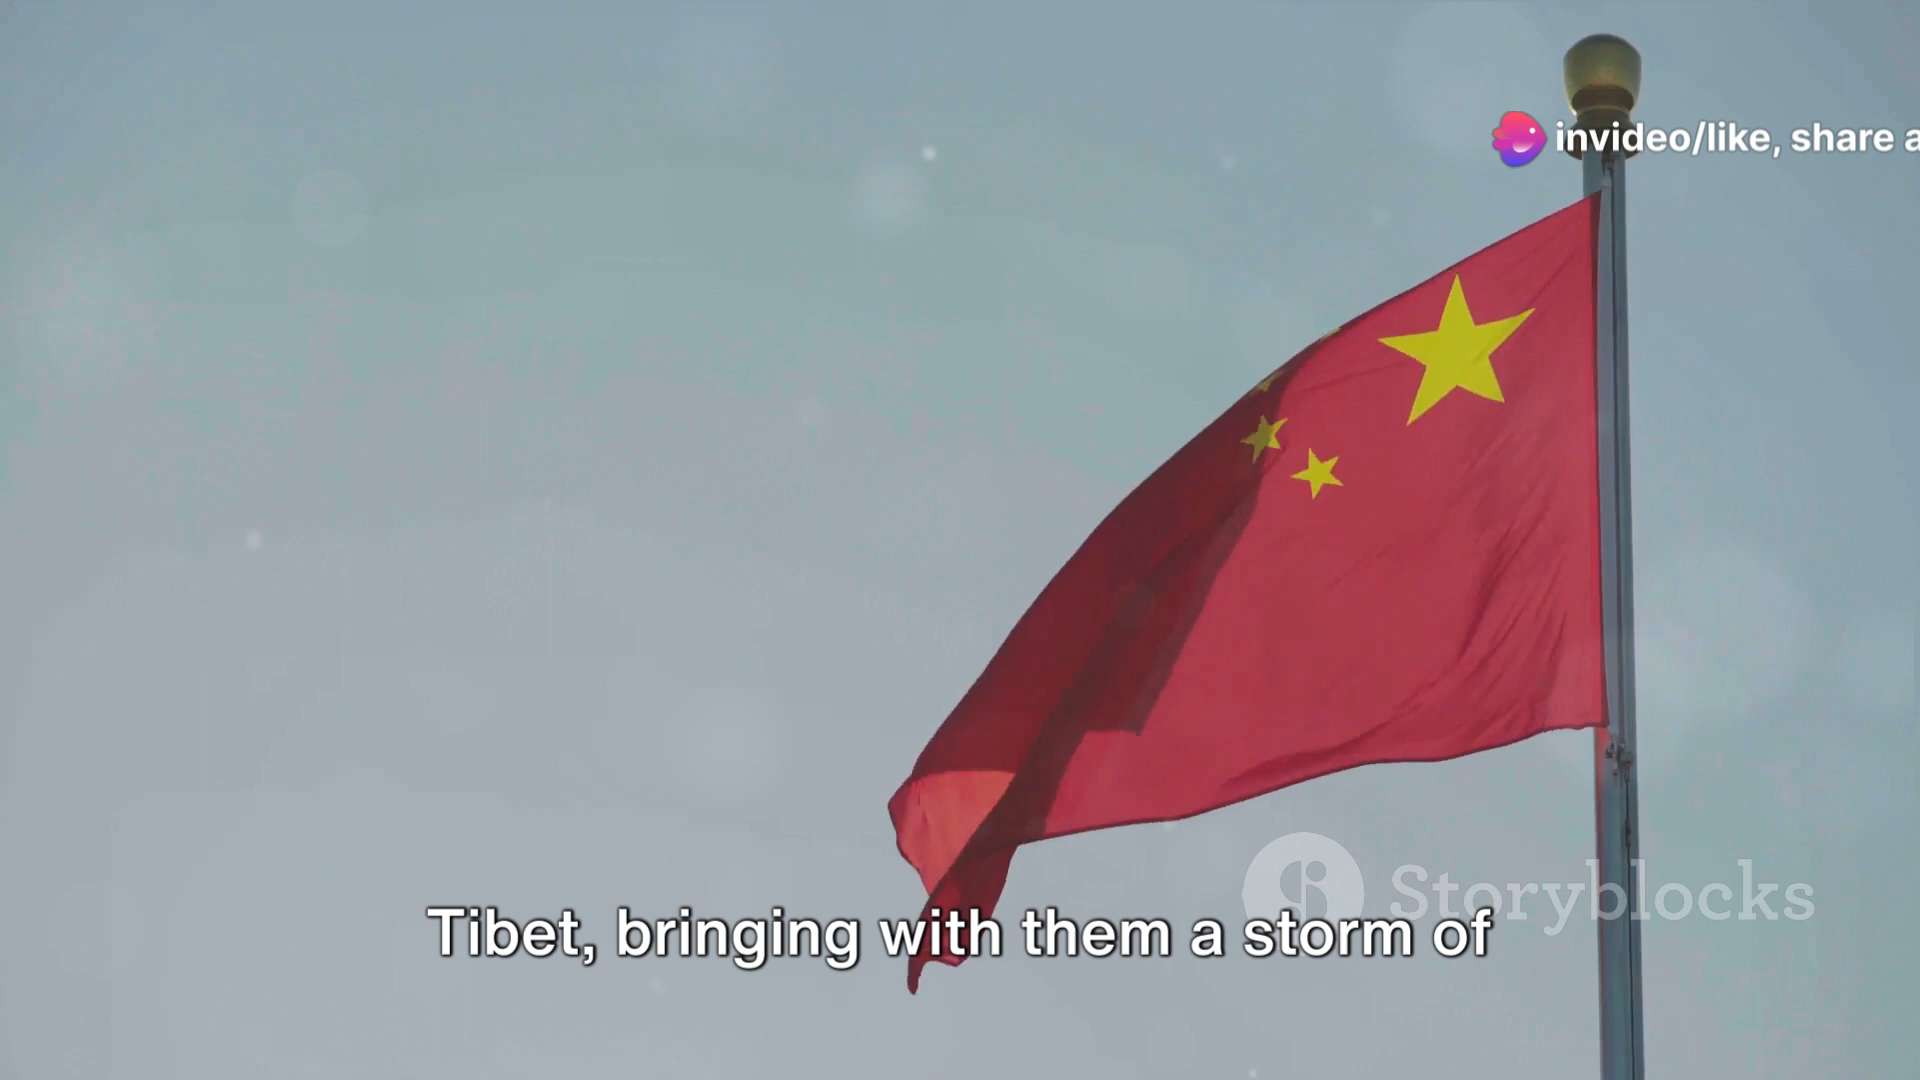 invideo/like, share a
Storyblocks
Tibet, bringing with them a storm of